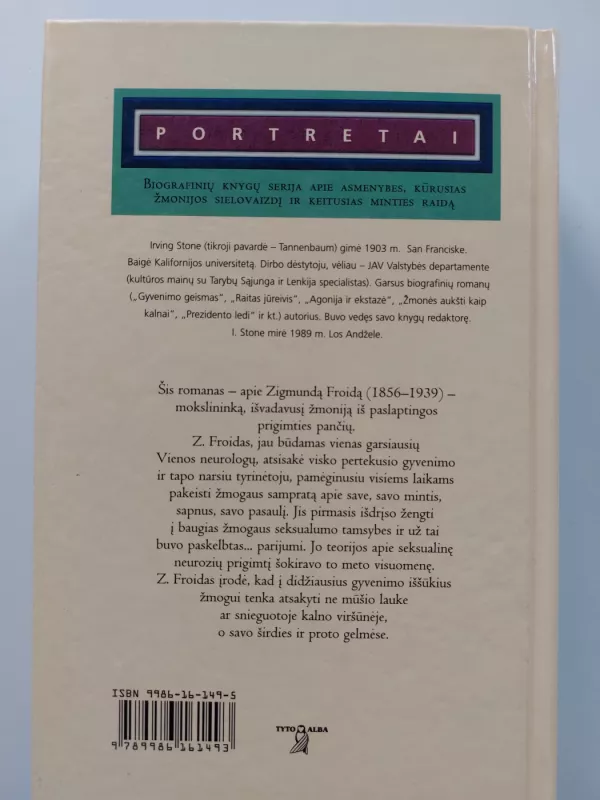 PORTRETAI
BIOGRAFINIŲ KNYGŲ SERIJA APIE ASMENYBES, KŪRUSIAS
ŽMONIJOS SIELOVAIZDĮ IR KEITUSIAS MINTIES RAIDĄ
Irving Stone (tikroji pavardė – Tannenbaum) gimė 1903 m. San Franciske.
Baigė Kalifornijos universitetą. Dirbo dėstytoju, vėliau – JAV Valstybės departamente
(kultūros mainų su Tarybų Sąjunga ir Lenkija specialistas). Garsus biografinių romanų
(„Gyvenimo geismas“, „Raitas jūreivis“, „Agonija ir ekstazė“, „Žmonės aukšti kaip
kalnai“, „Prezidento ledi“ ir kt.) autorius. Buvo vedęs savo knygų redaktorę.
I. Stone mirė 1989 m. Los Andžele.
Šis romanas – apie Zigmundą Froidą (1856–1939) –
mokslininką, išvadavusį žmoniją iš paslaptingos
prigimties pančių.
Z. Froidas, jau būdamas vienas garsiausių
Vienos neurologų, atsisakė visko pertekusio gyvenimo
ir tapo narsiu tyrinėtoju, pamėginusiu visiems laikams
pakeisti žmogaus sampratą apie save, savo mintis,
sapnus, savo pasaulį. Jis pirmasis išdrįso žengti
į baugias žmogaus seksualumo tamsybes ir už tai
buvo paskelbtas... parijumi. Jo teorijos apie seksualinę
neurozių prigimtį šokiravo to meto visuomenę.
Z. Froidas įrodė, kad į didžiausius gyvenimo iššūkius
žmogui tenka atsakyti ne mūšio lauke
ar snieguotoje kalno viršūnėje,
o savo širdies ir proto gelmėse.
ISBN 9986-16-149-5
9 789986 161493
TYTO ALBA